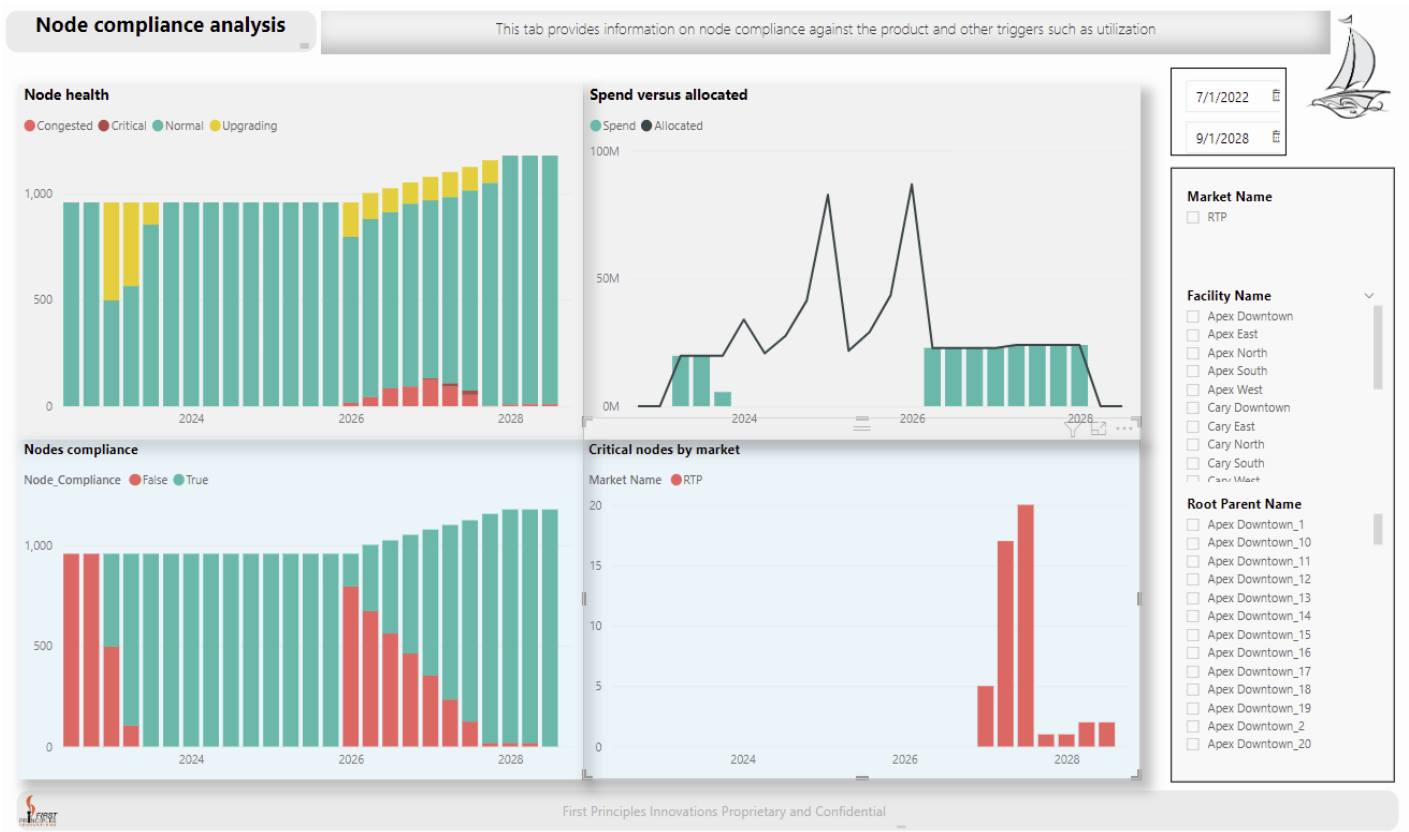 Node compliance analysis
This tab provides information on node compliance against the product and other triggers such as utilization
7/1/2022
9/1/2028
Node health
Congested Critical Normal Upgrading
1,000
500
0
2024 2026 2028
Spend versus allocated
Spend Allocated
100M
50M
0M
2024 2026 2028
Nodes compliance
Node_Compliance False True
1,000
500
0
2024 2026 2028
Critical nodes by market
Market Name RTP
20
15
10
5
0
2024 2026 2028
Market Name
RTP
Facility Name
Apex Downtown
Apex East
Apex North
Apex South
Apex West
Cary Downtown
Cary East
Cary North
Cary South
Cary West
Root Parent Name
Apex Downtown_1
Apex Downtown_10
Apex Downtown_11
Apex Downtown_12
Apex Downtown_13
Apex Downtown_14
Apex Downtown_15
Apex Downtown_16
Apex Downtown_17
Apex Downtown_18
Apex Downtown_19
Apex Downtown_2
Apex Downtown_20
FIRST
First Principles Innovations Proprietary and Confidential